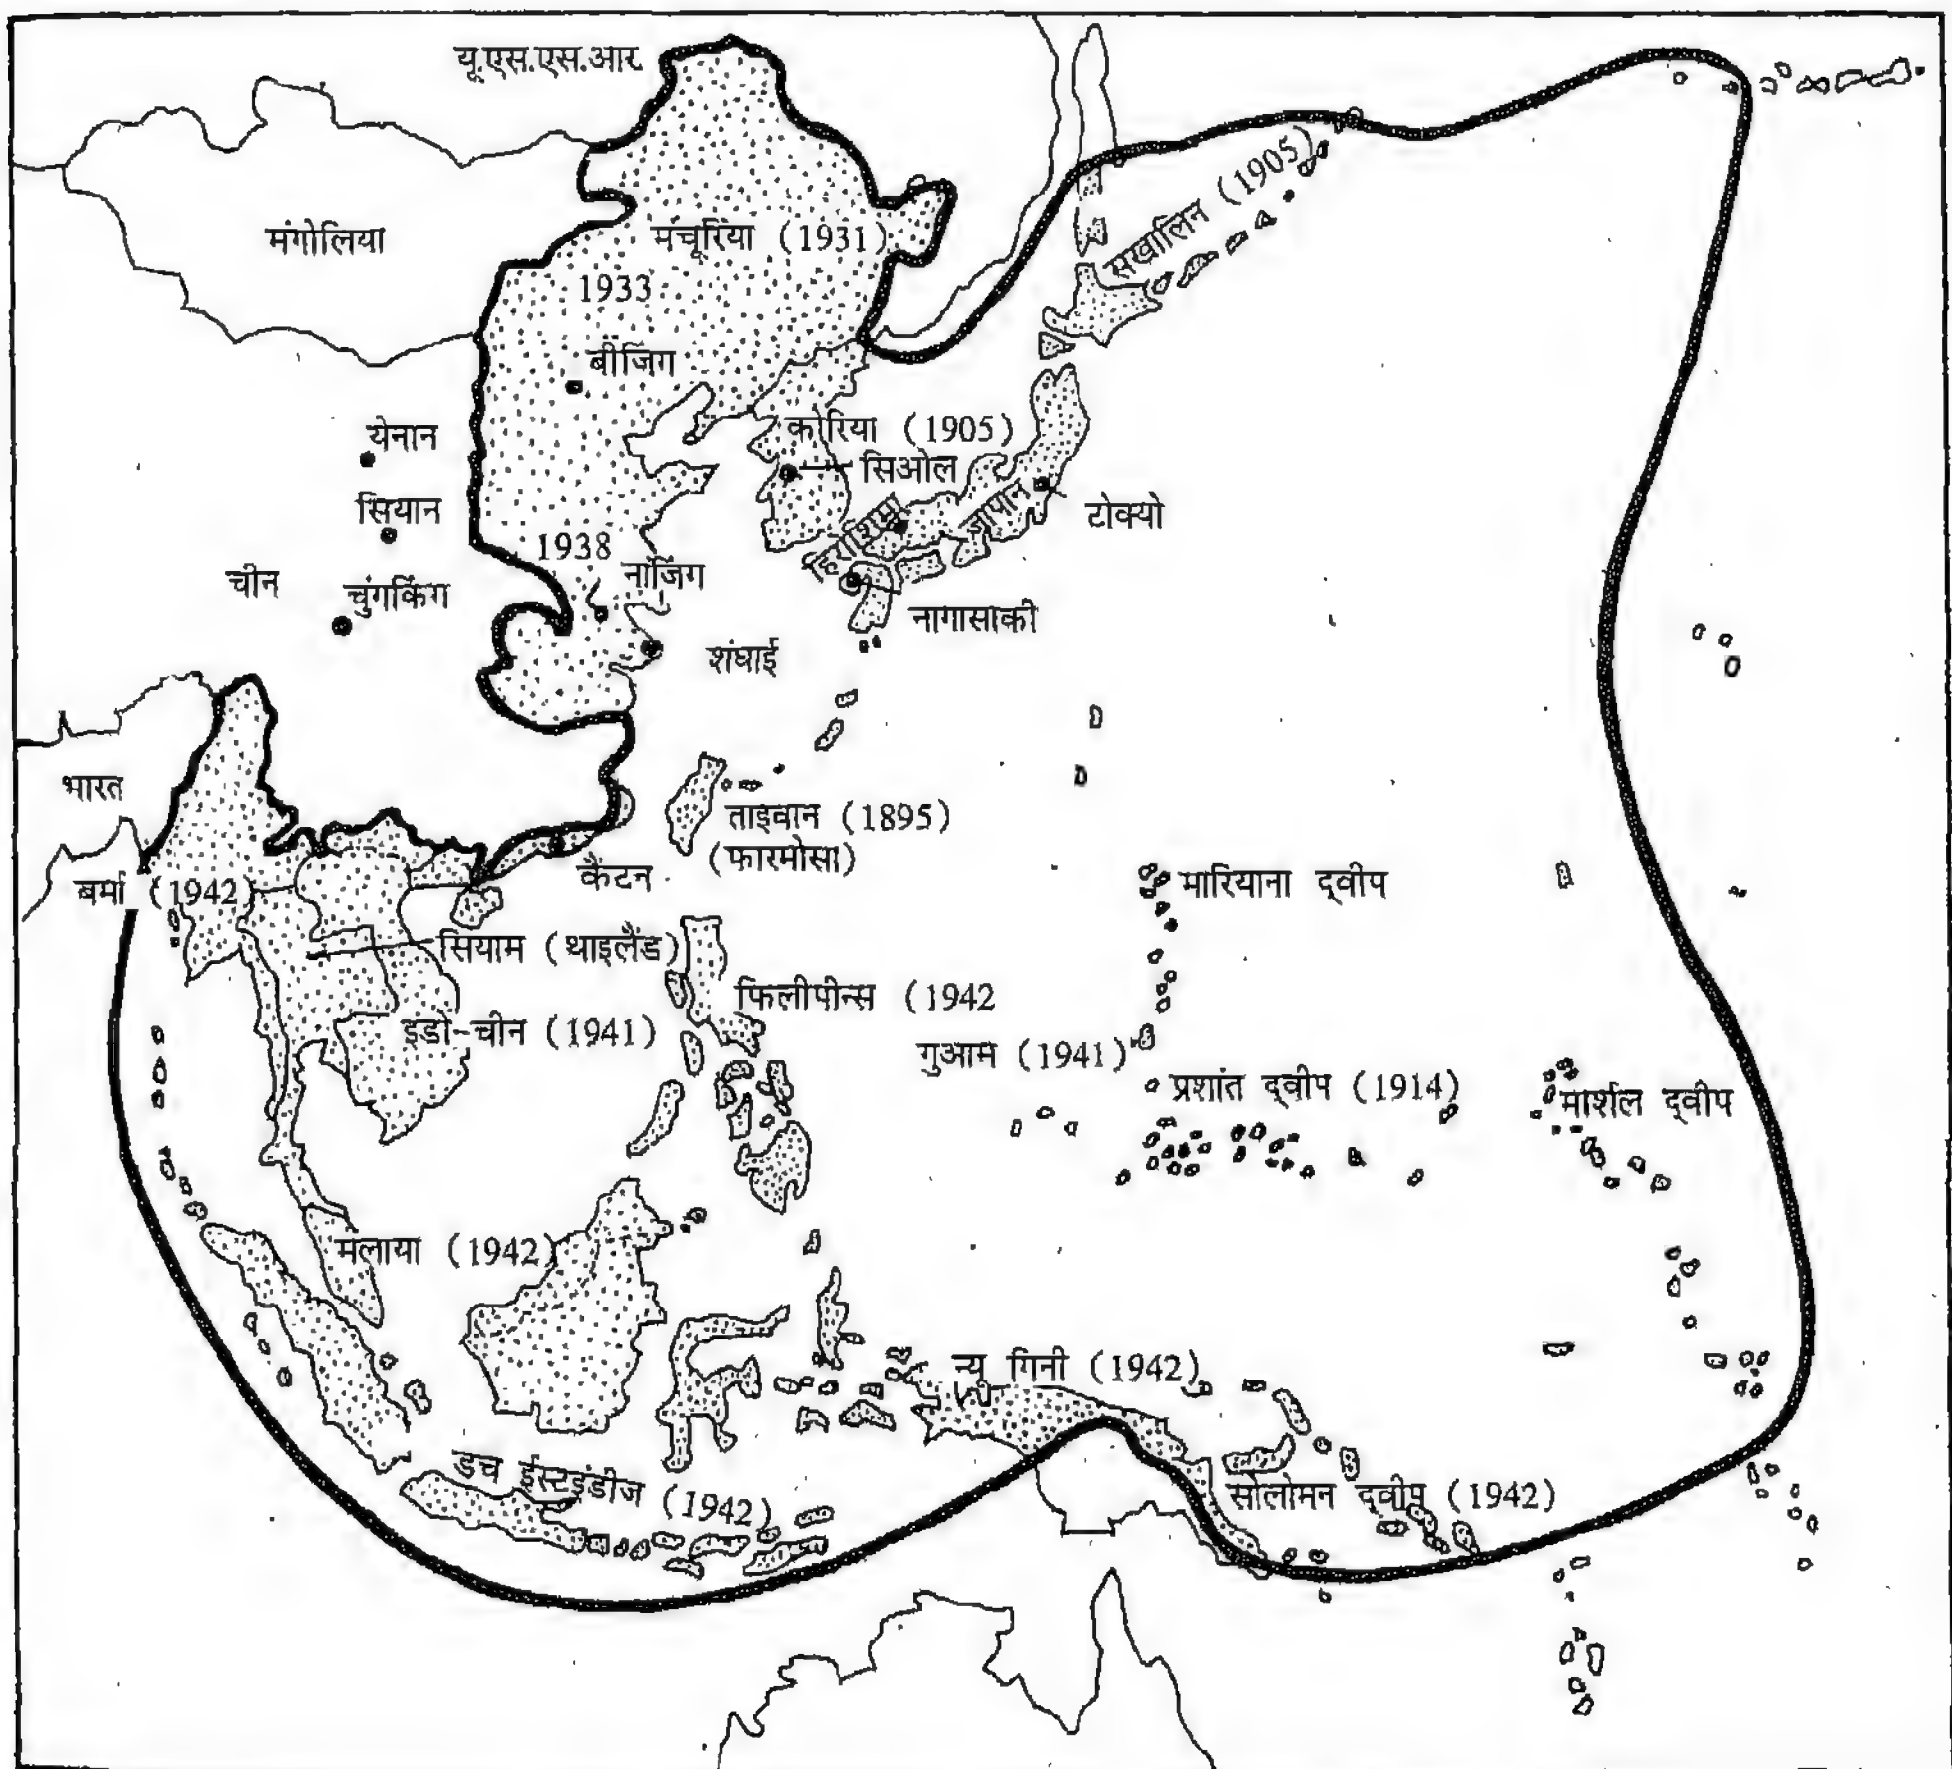 यू.एस.एस.आर.
सखालिन (1905)
मंगोलिया
मंचूरिया (1931)
1933
बीजिंग
येनान
कोरिया (1905)
सिओल
सियान
जापान
टोक्यो
हिरोशिमा
1938
नांजिंग
चीन
चुंगकिंग
नागासाकी
शंघाई
भारत
ताइवान (1895)
(फारमोसा)
कैंटन
मारियाना द्वीप
बर्मा (1942)
सियाम (थाइलैंड)
फिलीपीन्स (1942
इंडो-चीन (1941)
गुआम (1941)
प्रशांत द्वीप (1914)
मार्शल द्वीप
मलाया (1942)
न्यू गिनी (1942)
डच ईस्टइंडीज (1942)
सोलोमन द्वीप (1942)